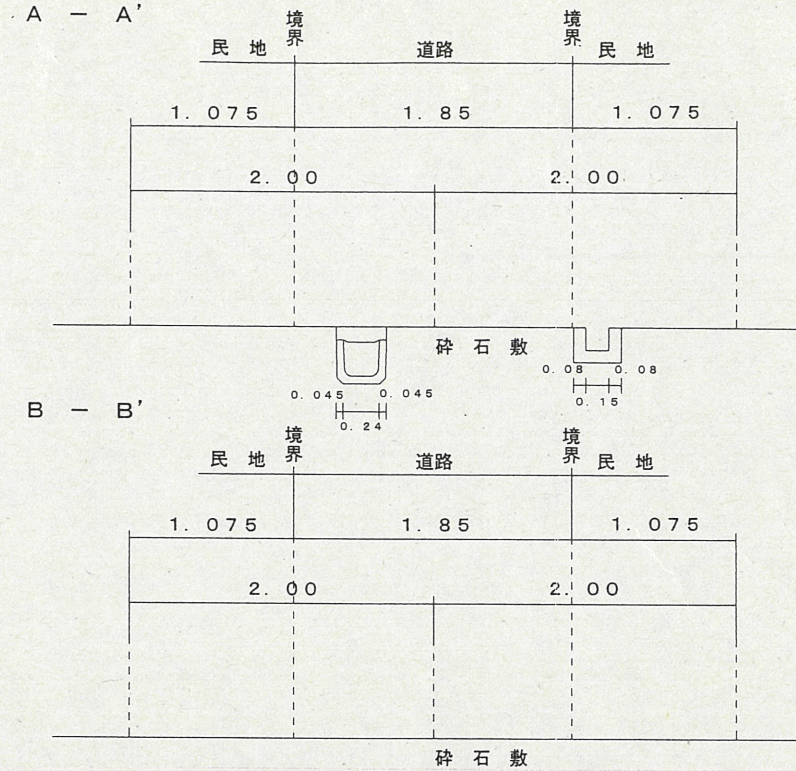 A － A'
境界
境界
民 地
道路
民 地
1.075
1.85
1.075
2.00
2.00
砕 石 敷
0.08
0.08
0.15
0.045
0.045
0.24
B － B'
境界
境界
民 地
道路
民 地
1.075
1.85
1.075
2.00
2.00
砕 石 敷